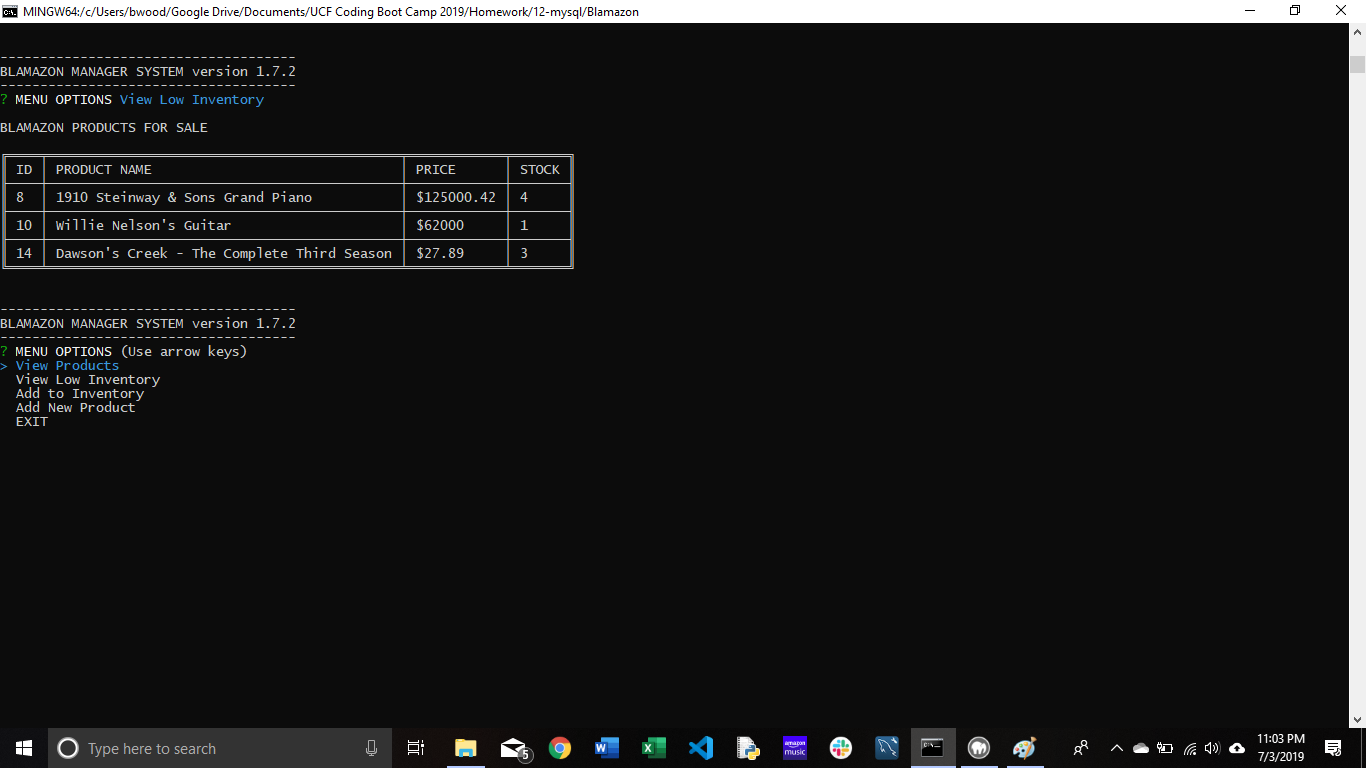 MINGW64:/c/Users/bwood/Google Drive/Documents/UCF Coding Boot Camp 2019/Homework/12-mysql/Blamazon
-------------------------------------
BLAMAZON MANAGER SYSTEM version 1.7.2
-------------------------------------
? MENU OPTIONS View Low Inventory
BLAMAZON PRODUCTS FOR SALE
ID PRODUCT NAME PRICE STOCK
8 1910 Steinway & Sons Grand Piano $125000.42 4
10 Willie Nelson's Guitar $62000 1
14 Dawson's Creek - The Complete Third Season $27.89 3
-------------------------------------
BLAMAZON MANAGER SYSTEM version 1.7.2
-------------------------------------
? MENU OPTIONS (Use arrow keys)
> View Products
View Low Inventory
Add to Inventory
Add New Product
EXIT
Type here to search
5
amazon music
11:03 PM
7/3/2019